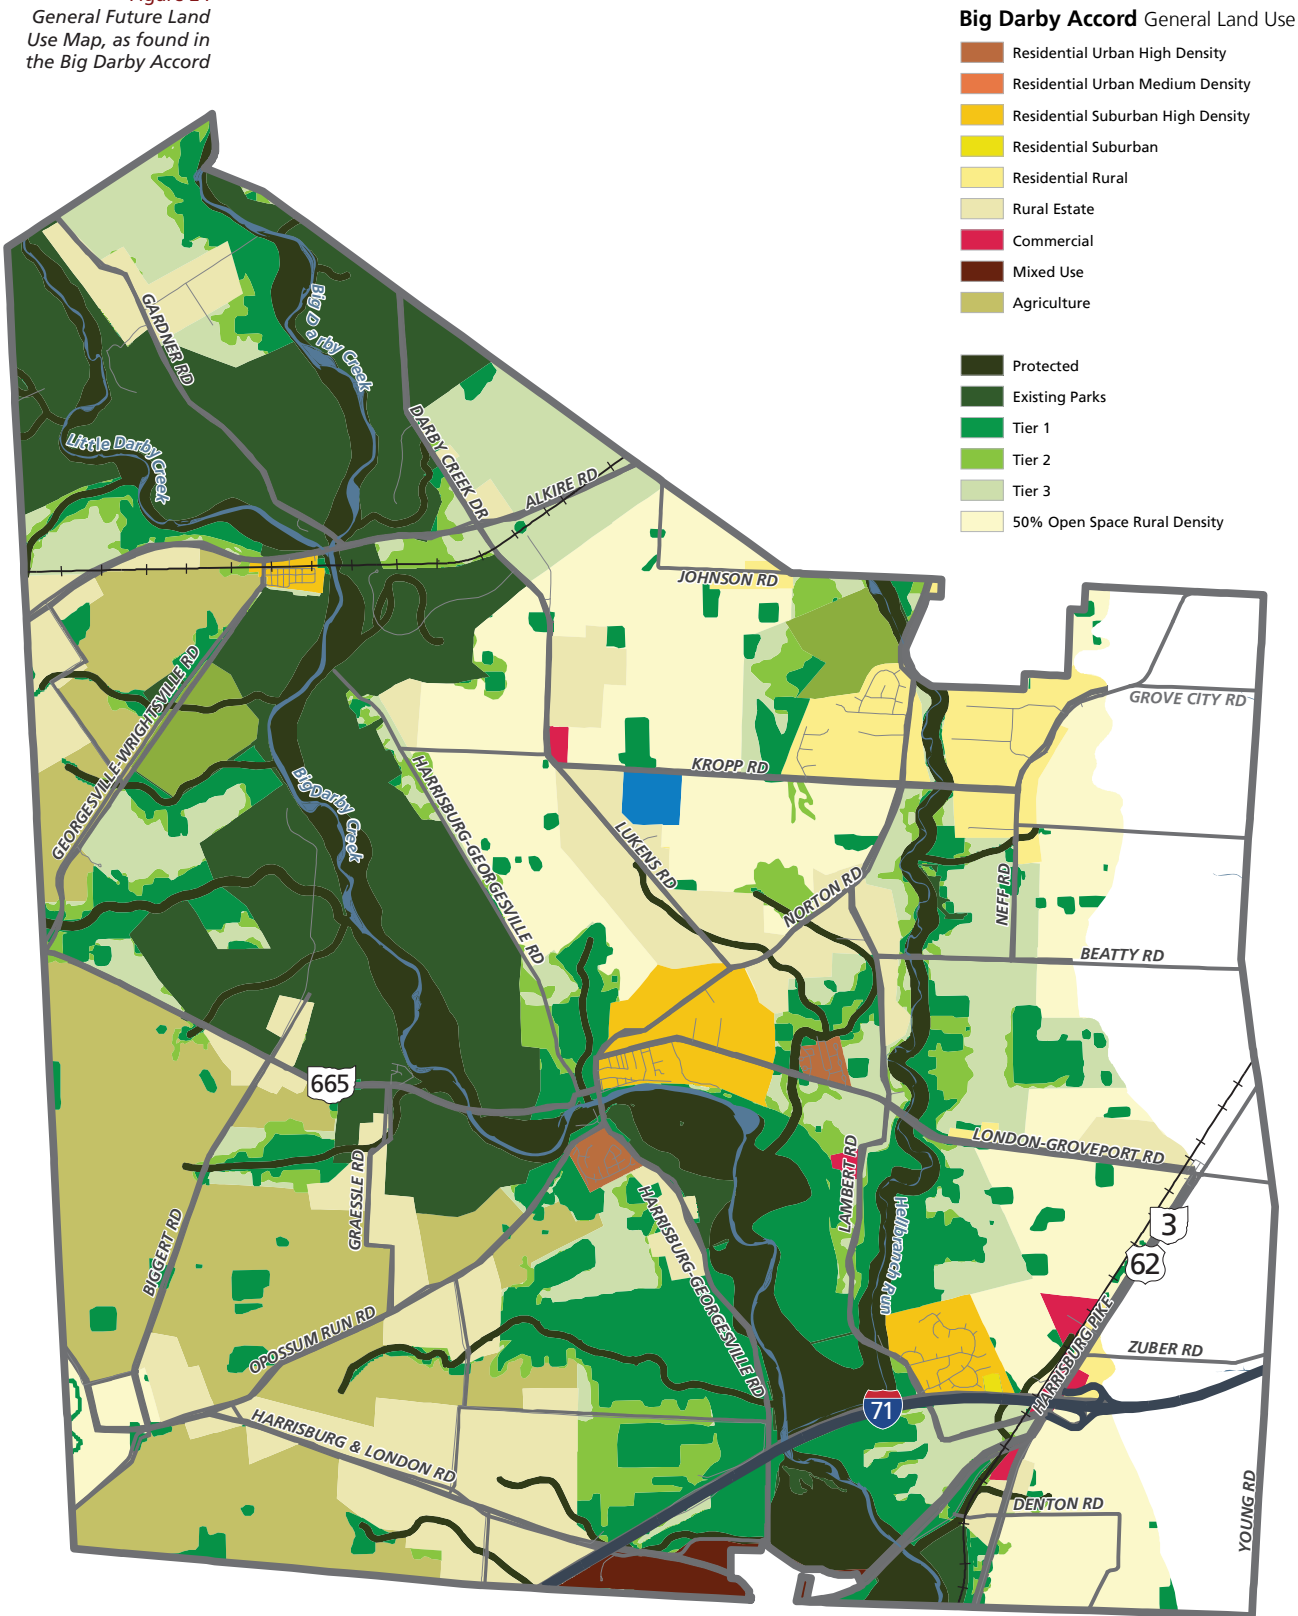 Figure 24
General Future Land
Use Map, as found in
the Big Darby Accord
Big Darby Accord General Land Use
Residential Urban High Density
Residential Urban Medium Density
Residential Suburban High Density
Residential Suburban
Residential Rural
Rural Estate
Commercial
Mixed Use
Agriculture
Protected
Existing Parks
Tier 1
Tier 2
Tier 3
50% Open Space Rural Density
GARDNER RD
Big Darby Creek
Little Darby Creek
DARBY CREEK DR
ALKIRE RD
JOHNSON RD
GEORGESVILLE-WRIGHTSVILLE RD
GROVE CITY RD
Big Darby Creek
HARRISBURG-GEORGESVILLE RD
KROPP RD
LUKENS RD
NORTON RD
NEFF RD
BEATTY RD
665
LONDON-GROVEPORT RD
GRAESSLE RD
LAMBERT RD
BIGGERT RD
HARRISBURG-GEORGESVILLE RD
Hellbranch Run
3
62
OPOSSUM RUN RD
HARRISBURG PIKE
ZUBER RD
71
HARRISBURG & LONDON RD
DENTON RD
YOUNG RD